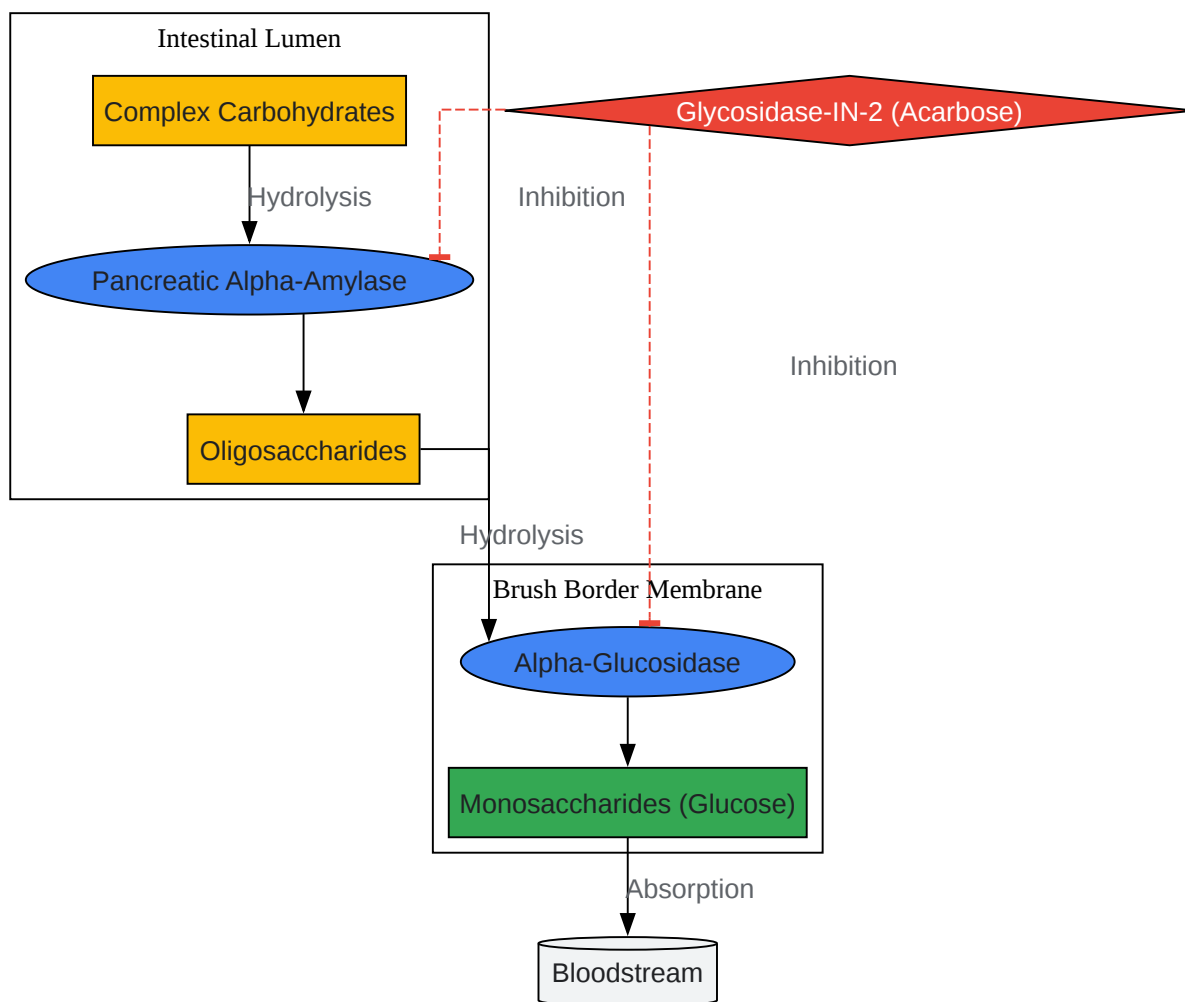 Intestinal Lumen
Complex Carbohydrates
Glycosidase-IN-2 (Acarbose)
Hydrolysis
Inhibition
Pancreatic Alpha-Amylase
Inhibition
Oligosaccharides
Hydrolysis
Brush Border Membrane
Alpha-Glucosidase
Monosaccharides (Glucose)
Absorption
Bloodstream